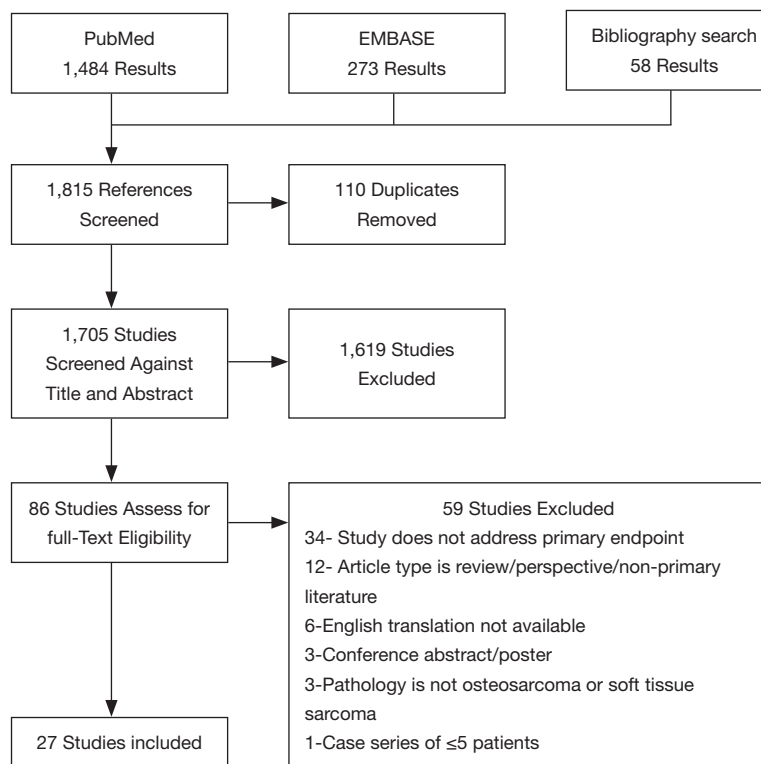 PubMed
1,484 Results
EMBASE
273 Results
Bibliography search
58 Results
1,815 References
Screened
110 Duplicates
Removed
1,705 Studies
Screened Against
Title and Abstract
1,619 Studies
Excluded
86 Studies Assess for
full-Text Eligibility
59 Studies Excluded
34- Study does not address primary endpoint
12- Article type is review/perspective/non-primary
literature
6-English translation not available
3-Conference abstract/poster
3-Pathology is not osteosarcoma or soft tissue
sarcoma
1-Case series of ≤5 patients
27 Studies included